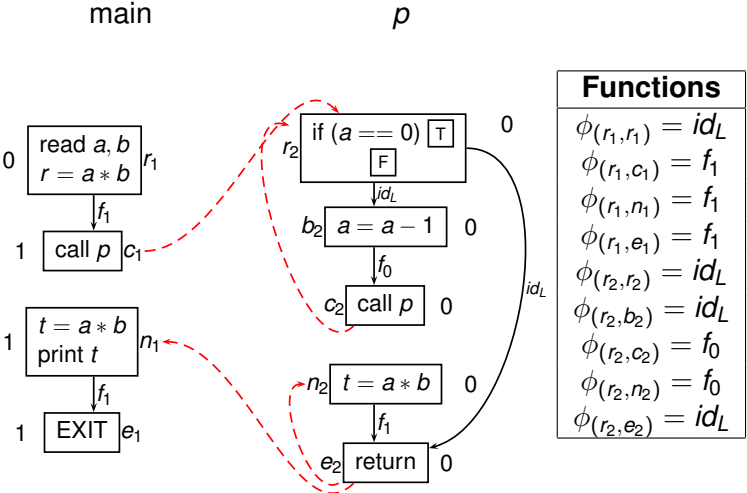 main
p
0
read a, b
r = a ∗ b
r1
f1
1
call p
c1
1
t = a ∗ b
print t
n1
f1
1
EXIT
e1
r2
if (a == 0) T
F
0
idL
b2
a = a − 1
0
f0
c2
call p
0
idL
n2
t = a ∗ b
0
f1
e2
return
0
Functions
ϕ(r1,r1) = idL
ϕ(r1,c1) = f1
ϕ(r1,n1) = f1
ϕ(r1,e1) = f1
ϕ(r2,r2) = idL
ϕ(r2,b2) = idL
ϕ(r2,c2) = f0
ϕ(r2,n2) = f0
ϕ(r2,e2) = idL